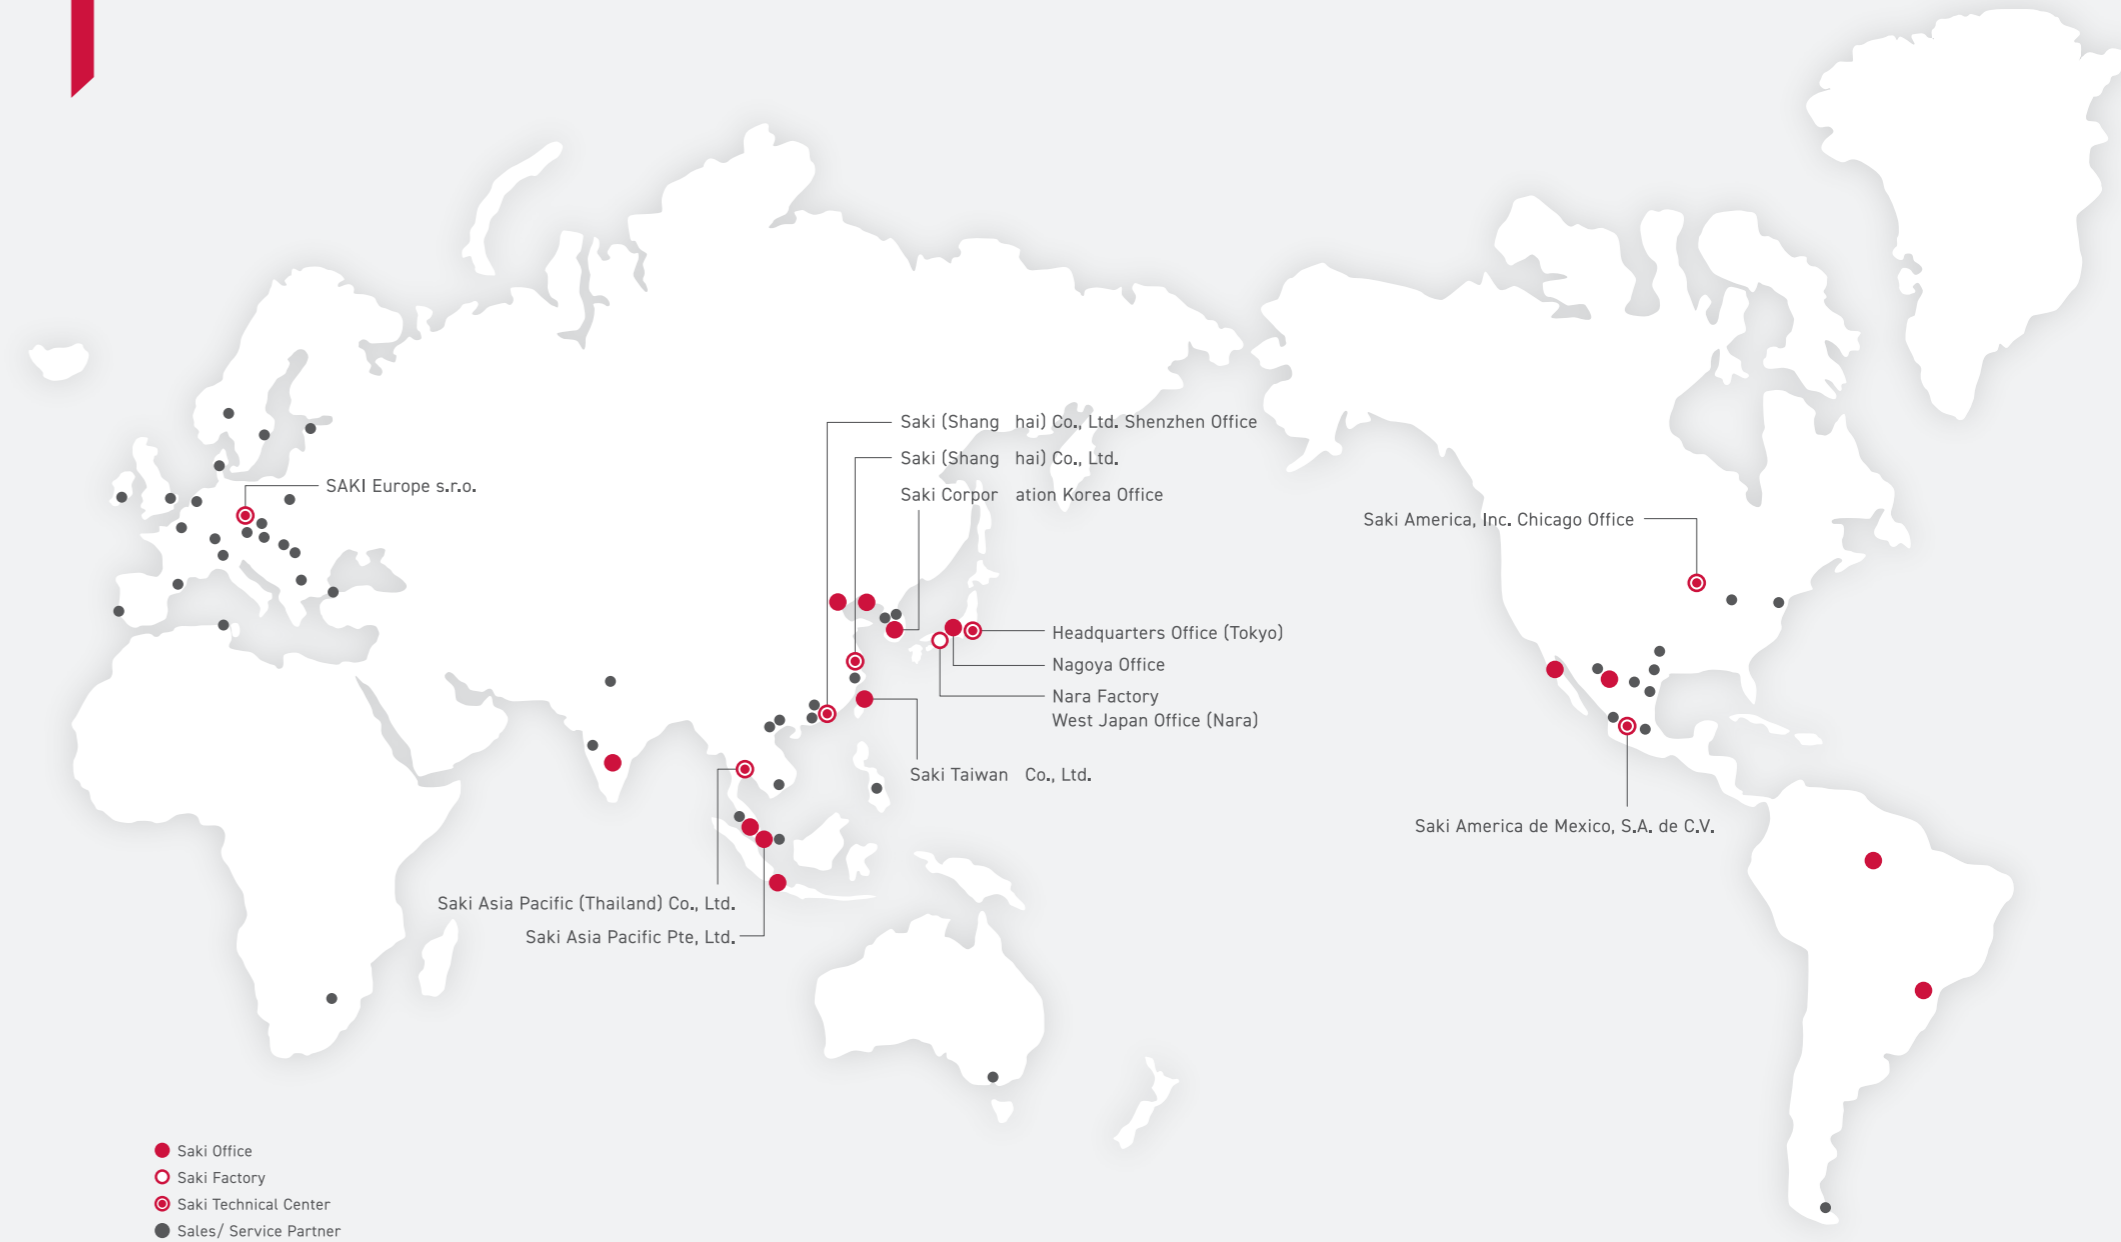 Saki (Shang hai) Co., Ltd. Shenzhen Office
Saki (Shang hai) Co., Ltd.
SAKI Europe s.r.o.
Saki Corpor ation Korea Office
Saki America, Inc. Chicago Office
Headquarters Office (Tokyo)
Nagoya Office
Nara Factory
West Japan Office (Nara)
Saki Taiwan Co., Ltd.
Saki America de Mexico, S.A. de C.V.
Saki Asia Pacific (Thailand) Co., Ltd.
Saki Asia Pacific Pte, Ltd.
Saki Office
Saki Factory
Saki Technical Center
Sales/ Service Partner